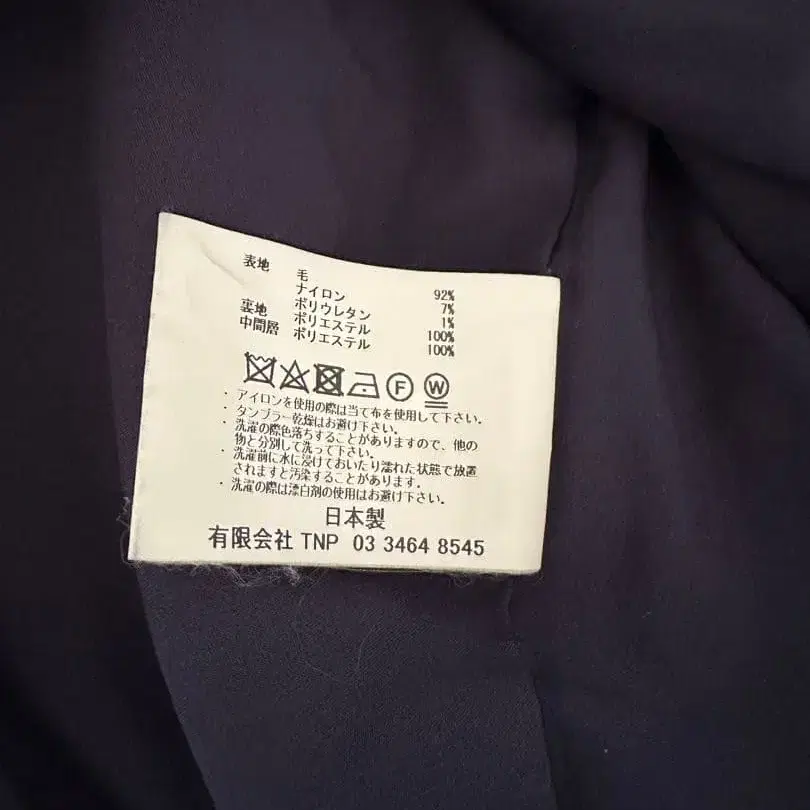 表地 毛 92%
ナイロン 7%
ポリウレタン 1%
裏地 ポリエステル 100%
中間層 ポリエステル 100%
F W
・アイロンを使用の際は当て布を使用して下さい。
・タンブラー乾燥はお避け下さい。
・洗濯の際色落ちすることがありますので、他の
物と分別して洗って下さい。
・洗濯前に水に浸けておいたり濡れた状態で放置
されますと汚染することがあります。
・洗濯の際は漂白剤の使用はお避け下さい。
日本製
有限会社 TNP 03 3464 8545